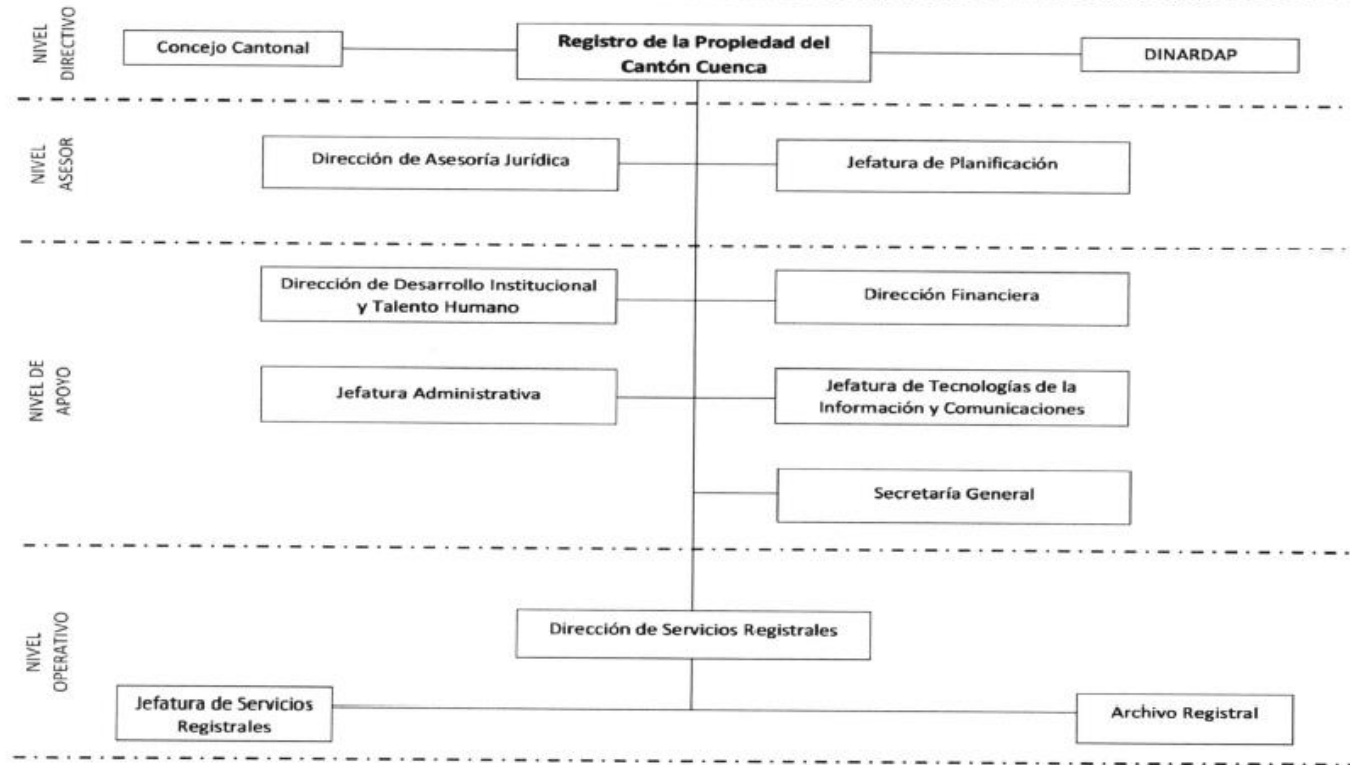 NIVEL
DIRECTIVO
Concejo Cantonal
Registro de la Propiedad del
Cantón Cuenca
DINARDAP
NIVEL
ASESOR
Dirección de Asesoría Jurídica
Jefatura de Planificación
NIVEL DE
APOYO
Dirección de Desarrollo Institucional
y Talento Humano
Dirección Financiera
Jefatura Administrativa
Jefatura de Tecnologías de la
Información y Comunicaciones
Secretaría General
NIVEL
OPERATIVO
Dirección de Servicios Registrales
Jefatura de Servicios
Registrales
Archivo Registral